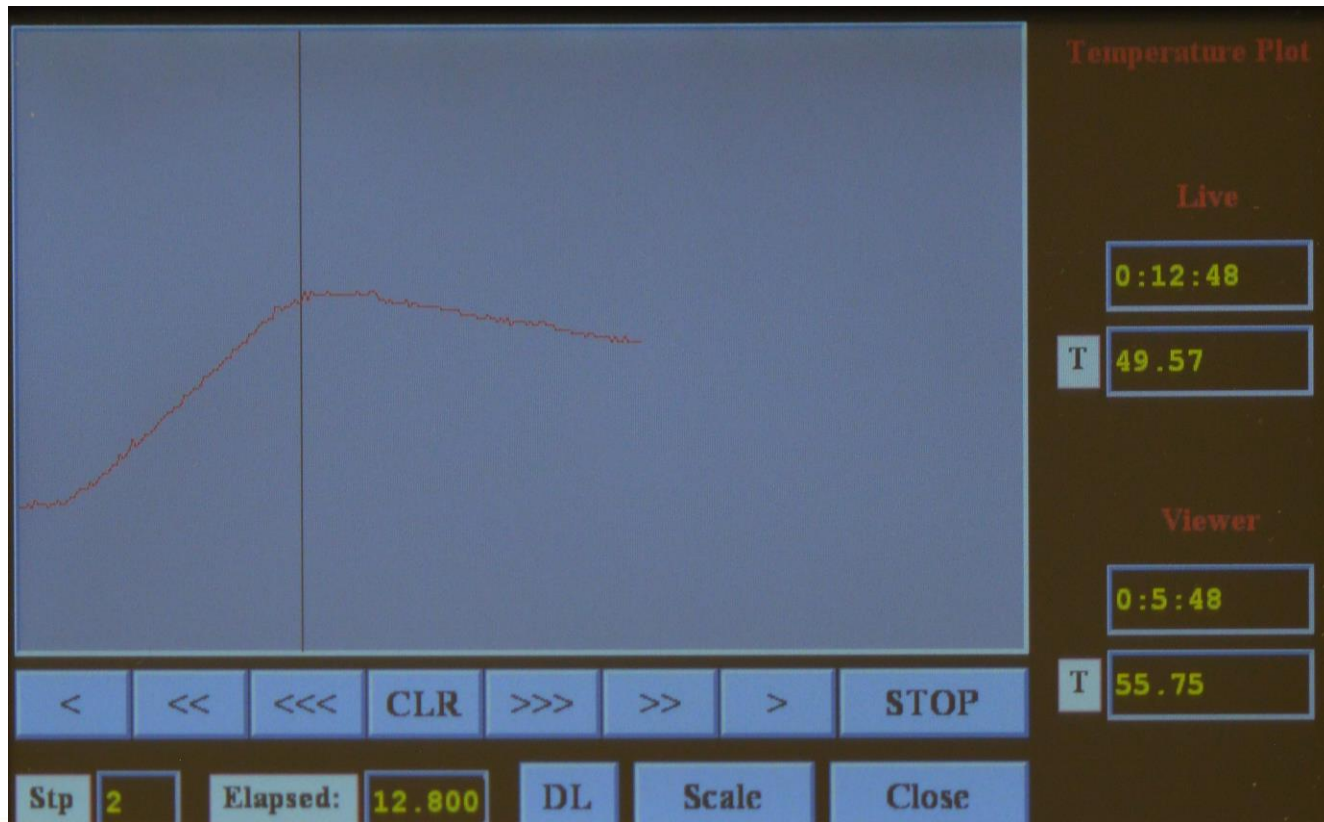 Temperature Plot
Live
0:12:48
T 49.57
Viewer
0:5:48
T 55.75
< << <<< CLR >>> >> > STOP
Stp 2 Elapsed: 12.800 DL Scale Close